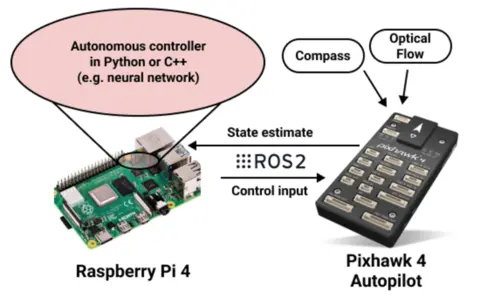 Autonomous controller
in Python or C++
(e.g. neural network)
Compass
Optical
Flow
State estimate
ROS2
Control input
pixhawk4
Raspberry Pi 4
Pixhawk 4
Autopilot